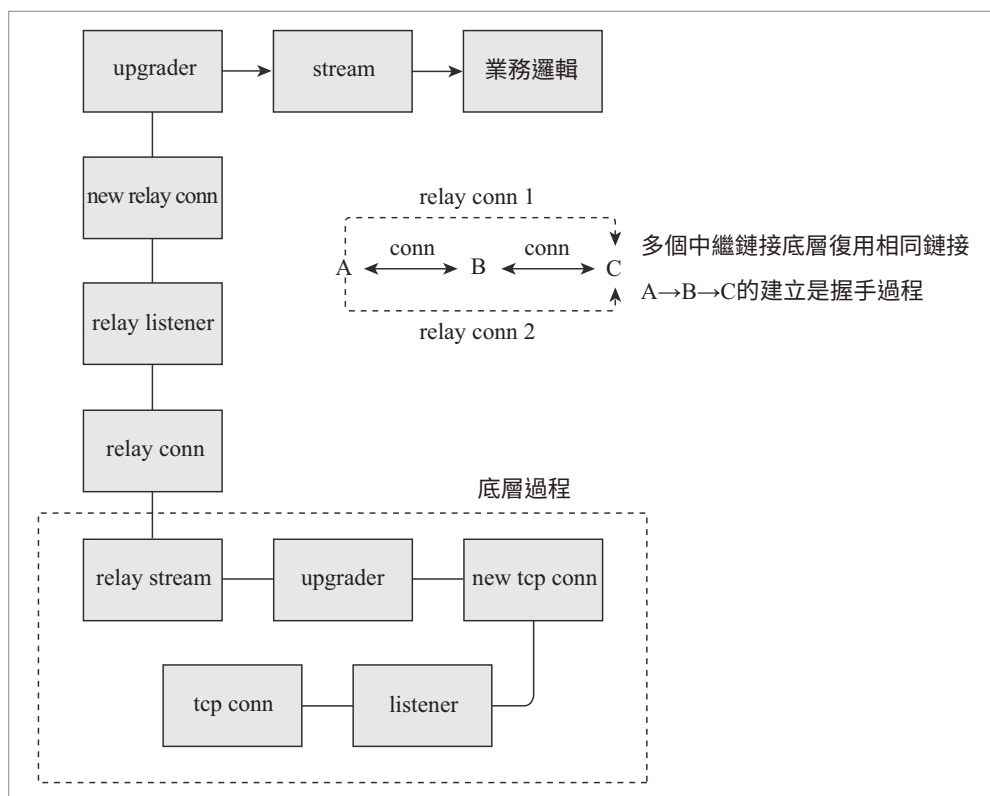 upgrader
stream
業務邏輯
new relay conn
relay conn 1
conn
conn
A
B
C
多個中繼鏈接底層復用相同鏈接
A→B→C的建立是握手過程
relay conn 2
relay listener
relay conn
底層過程
relay stream
upgrader
new tcp conn
tcp conn
listener